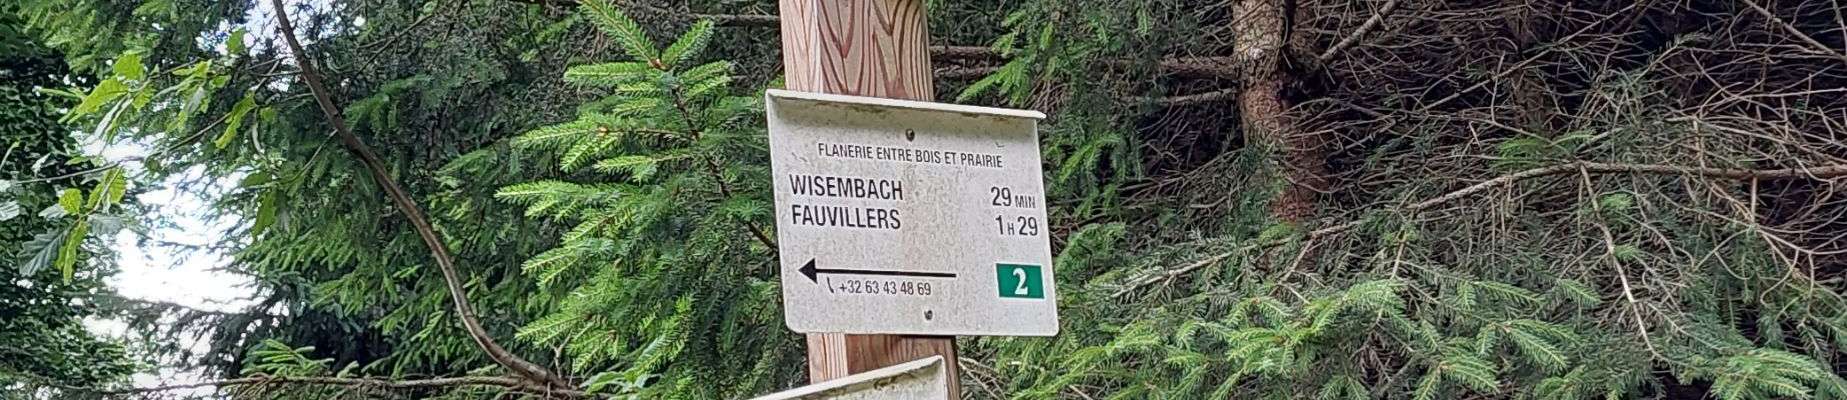 FLANERIE ENTRE BOIS ET PRAIRIE
WISEMBACH 29 MIN
FAUVILLERS 1 H 29
2
+32 63 43 48 69